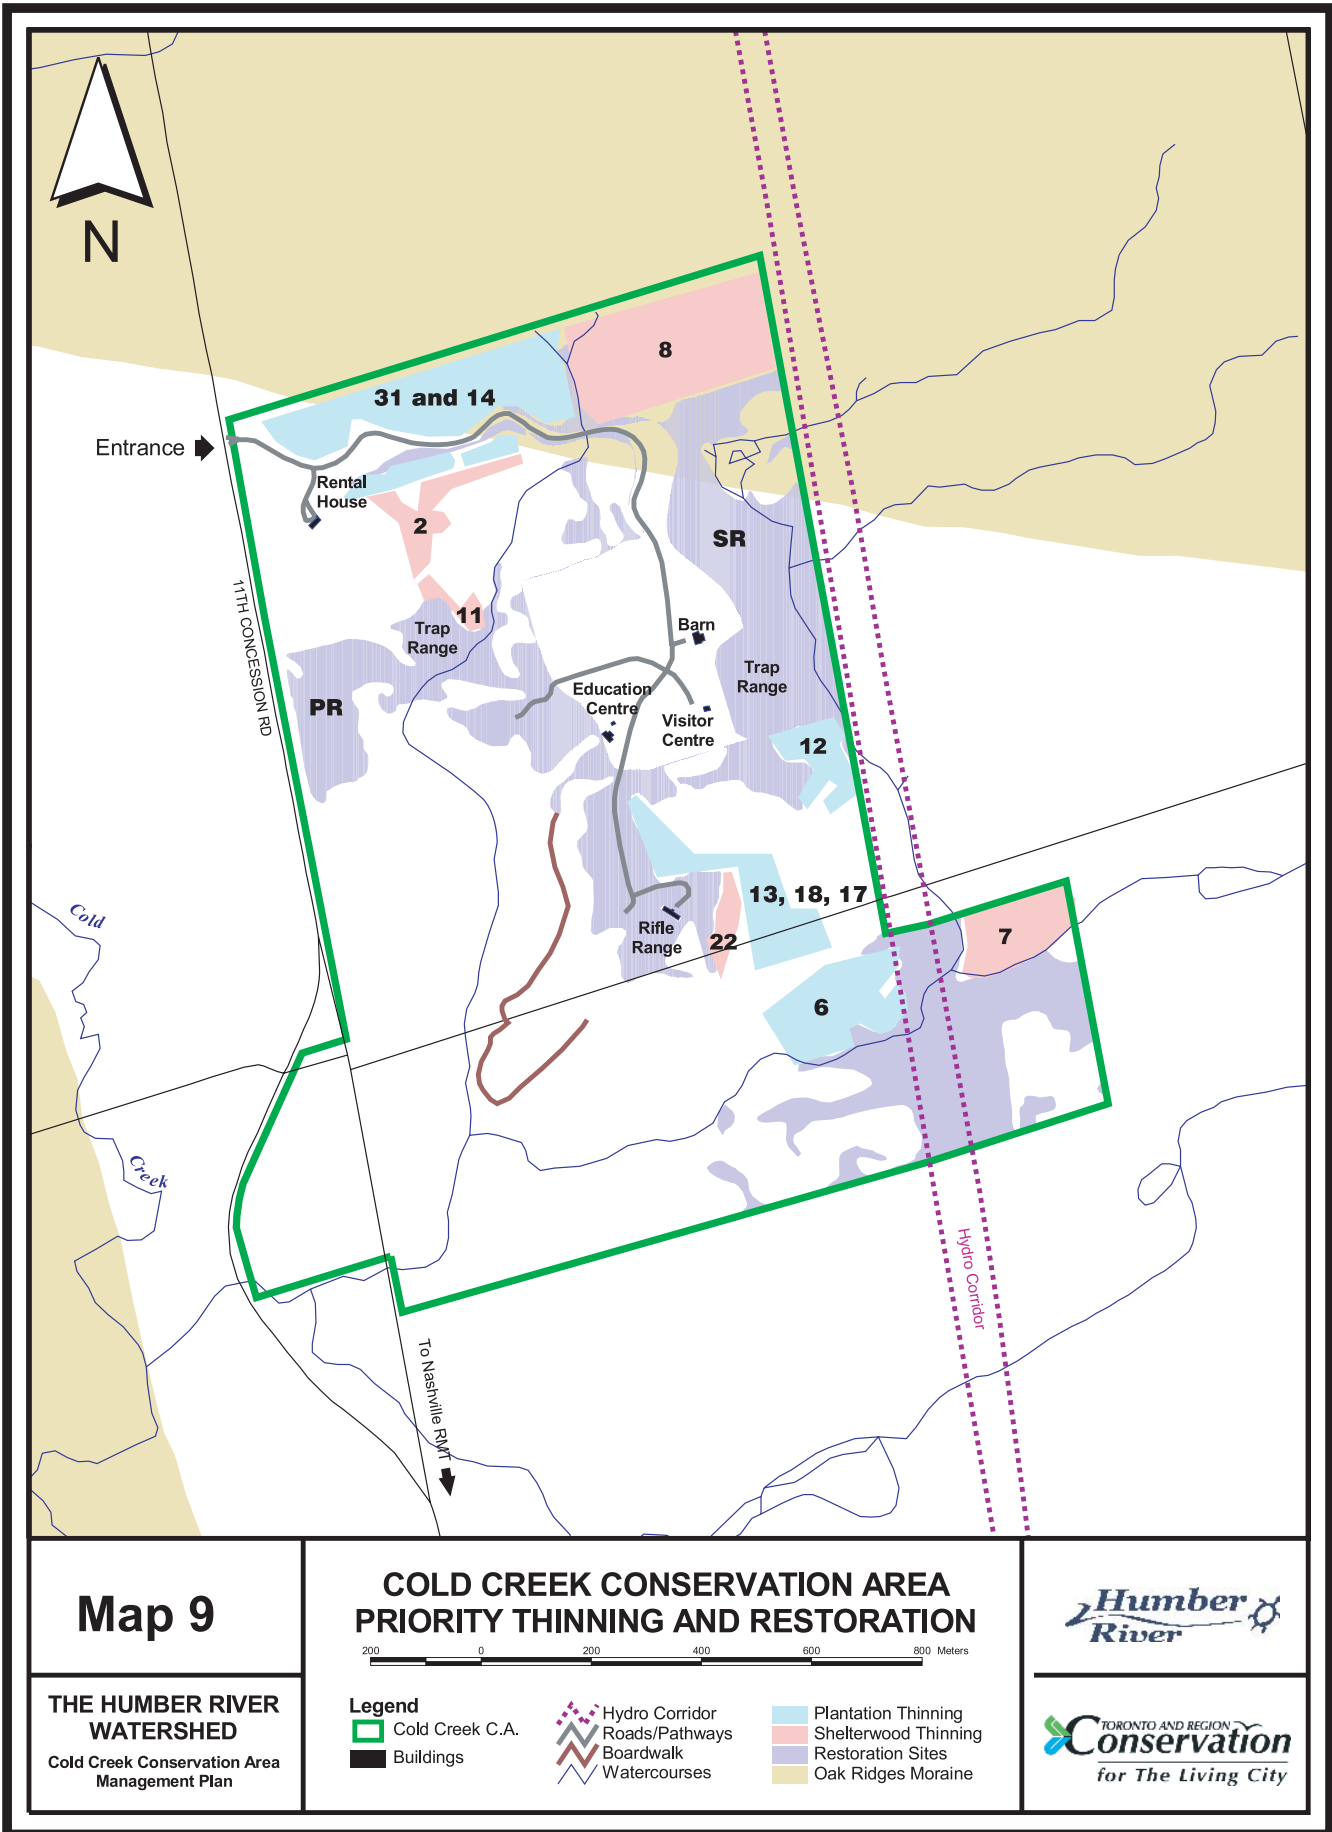 N
8
31 and 14
Entrance
Rental
House
2
SR
11TH CONCESSION RD
11
Trap
Range
Barn
Trap
Range
PR
Education
Centre
Visitor
Centre
12
13, 18, 17
Cold
Rifle
Range
22
7
6
Creek
Hydro Corridor
To Nashville RMT
Map 9
THE HUMBER RIVER
WATERSHED
Cold Creek Conservation Area
Management Plan
COLD CREEK CONSERVATION AREA
PRIORITY THINNING AND RESTORATION
200 0 200 400 600 800 Meters
Legend
Cold Creek C.A.
Buildings
Hydro Corridor
Roads/Pathways
Boardwalk
Watercourses
Plantation Thinning
Shelterwood Thinning
Restoration Sites
Oak Ridges Moraine
Humber
River
TORONTO AND REGION
Conservation
for The Living City